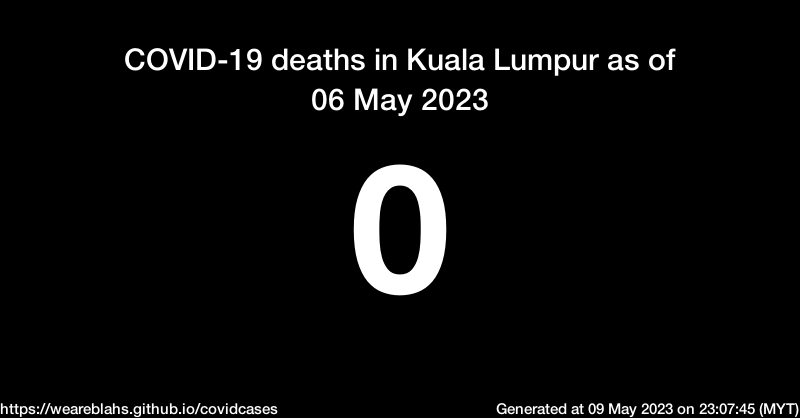 COVID-19 deaths in Kuala Lumpur as of
06 May 2023
0
https://weareblahs.github.io/covidcases
Generated at 09 May 2023 on 23:07:45 (MYT)